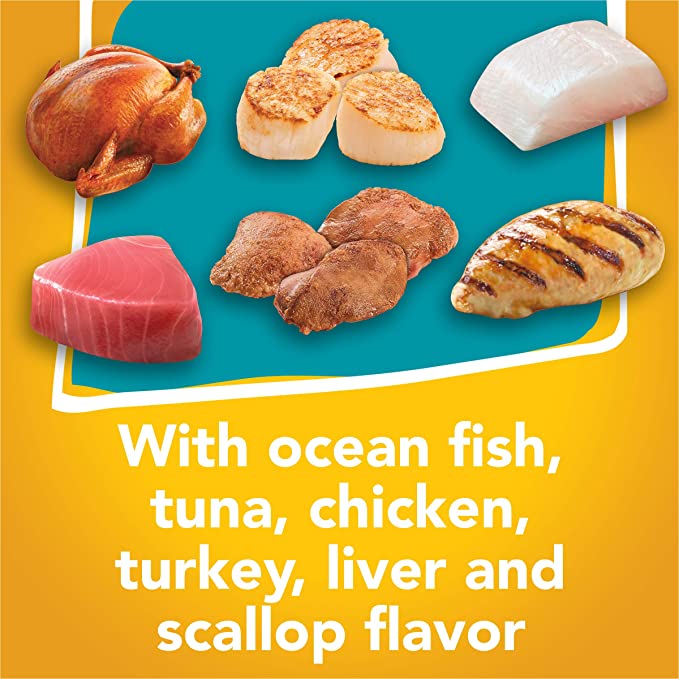 With ocean fish,
tuna, chicken,
turkey, liver and
scallop flavor